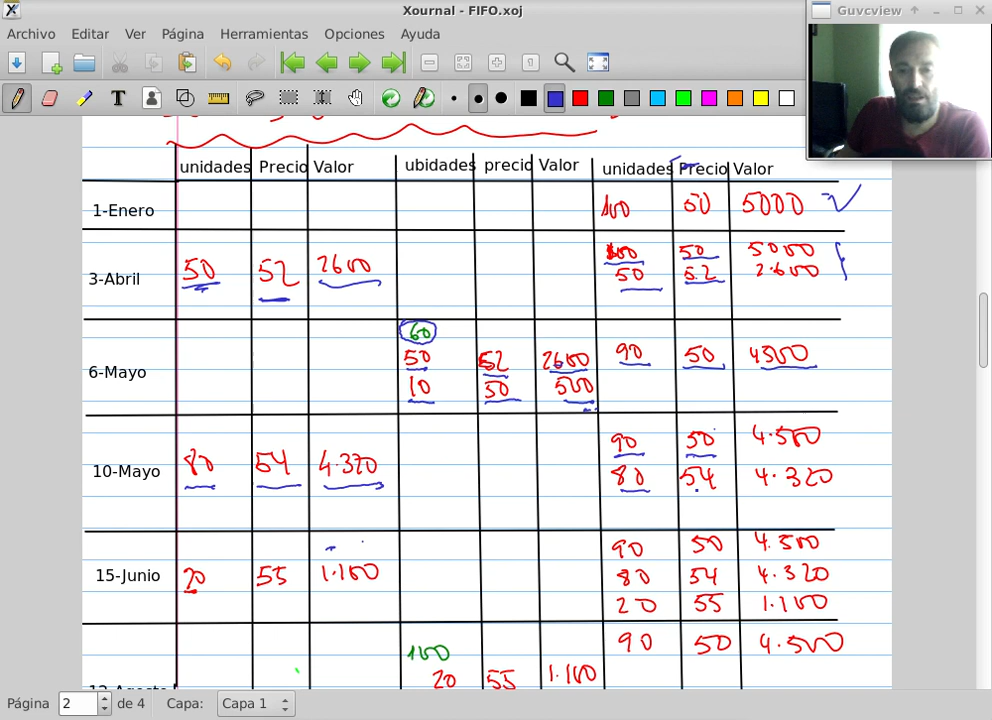 Xournal - FIFO.xoj
Guvcview
Archivo Editar Ver Página Herramientas Opciones Ayuda
unidades Precio Valor ubidades precio Valor unidades Precio Valor
1-Enero 100 50 5000
3-Abril 50 52 2600 100 50 5000
50 52 2.600
6-Mayo 60
50 52 2600 90 50 4500
10 50 500
10-Mayo 80 54 4.320 90 50 4.500
80 54 4.320
15-Junio 20 55 1.100 90 50 4.500
80 54 4.320
20 55 1.100
90 50 4.500
100
20 55 1.100
Página 2 de 4 Capa: Capa 1